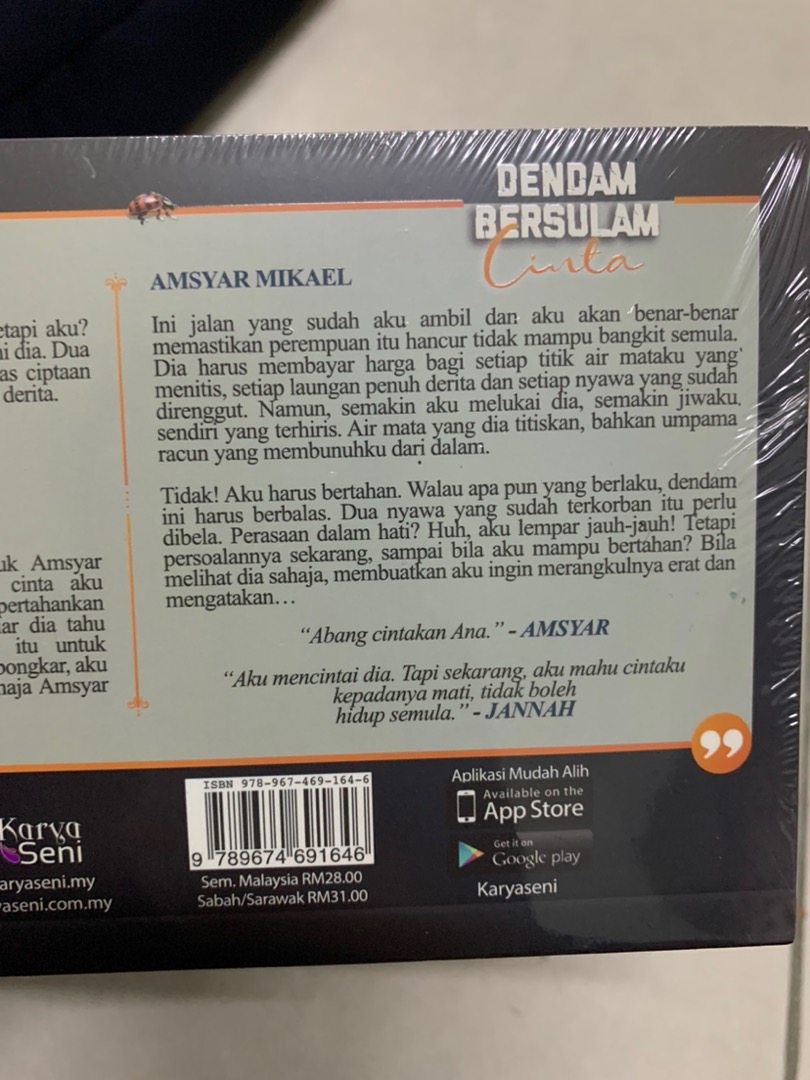 DENDAM
BERSULAM
Cinta
etapi aku?
dia. Dua
as ciptaan
derita.
Amsyar
cinta aku
pertahankan
ar dia tahu
itu untuk
bongkar, aku
Amsyar
AMSYAR MIKAEL
Ini jalan yang sudah aku ambil dan aku akan benar-benar
memastikan perempuan itu hancur tidak mampu bangkit semula.
Dia harus membayar harga bagi setiap titik air mataku yang
menitis, setiap laungan penuh derita dan setiap nyawa yang sudah
direnggut. Namun, semakin aku melukai dia, semakin jiwaku
sendiri yang terhiris. Air mata yang dia titiskan, bahkan umpama
racun yang membunuhku dari dalam.
Tidak! Aku harus bertahan. Walau apa pun yang berlaku, dendam
ini harus berbalas. Dua nyawa yang sudah terkorban itu perlu
dibela. Perasaan dalam hati? Huh, aku lempar jauh-jauh! Tetapi
persoalannya sekarang, sampai bila aku mampu bertahan? Bila
melihat dia sahaja, membuatkan aku ingin merangkulnya erat dan
mengatakan...
“Abang cintakan Ana.” - AMSYAR
“Aku mencintai dia. Tapi sekarang, aku mahu cintaku
kepadanya mati, tidak boleh
hidup semula.” - JANNAH
”
Karya
Seni
aryaseni.my
aseni.com.my
ISBN 978-967-469-164-6
9 789674 691646
Sem. Malaysia RM28.00
Sabah/Sarawak RM31.00
Aplikasi Mudah Alih
Available on the
App Store
Get it on
Google play
Karyaseni